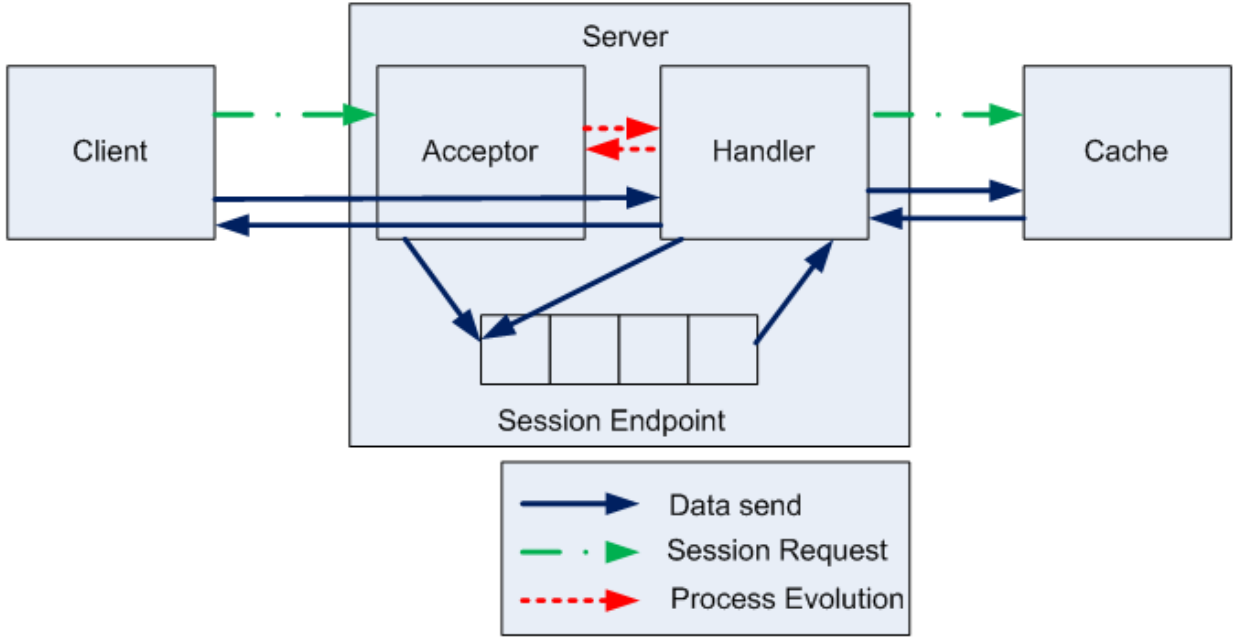 Server
Client
Acceptor
Handler
Cache
Session Endpoint
Data send
Session Request
Process Evolution